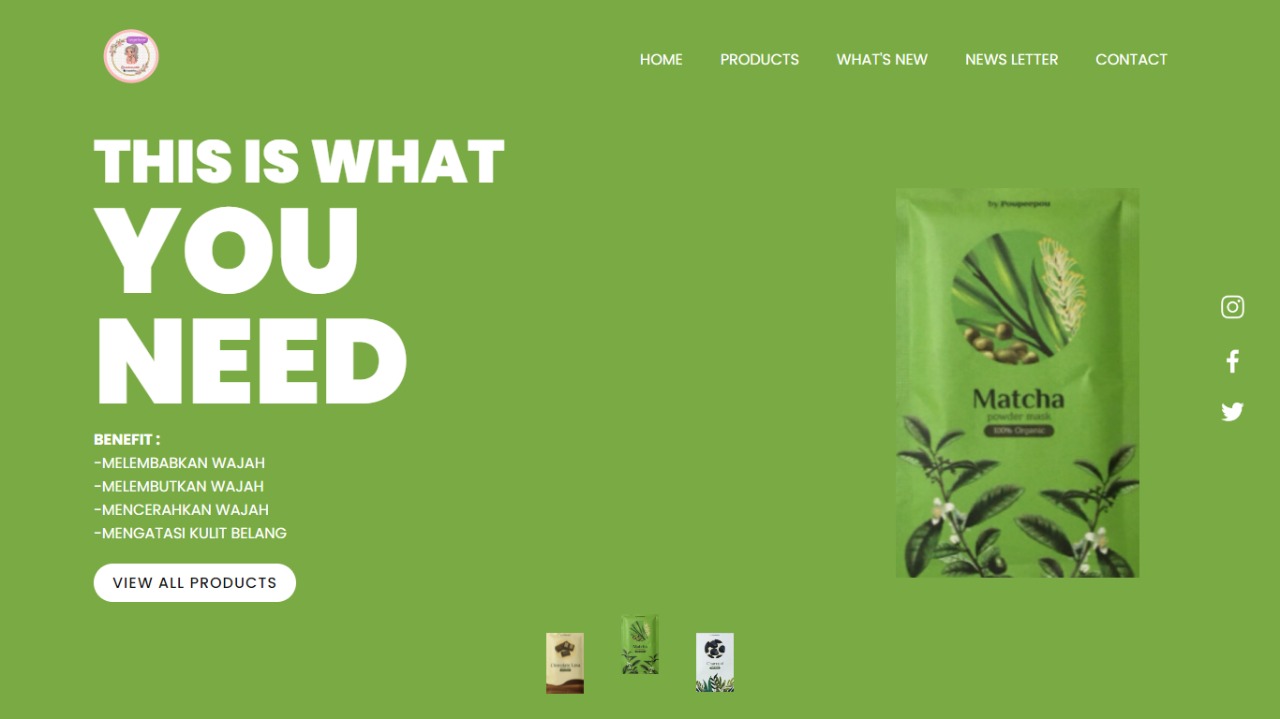 HOME PRODUCTS WHAT'S NEW NEWS LETTER CONTACT
THIS IS WHAT
YOU
NEED
BENEFIT :
-MELEMBABKAN WAJAH
-MELEMBUTKAN WAJAH
-MENCERAHKAN WAJAH
-MENGATASI KULIT BELANG
VIEW ALL PRODUCTS
by Poupeepou
Matcha
powder mask
100% Organic